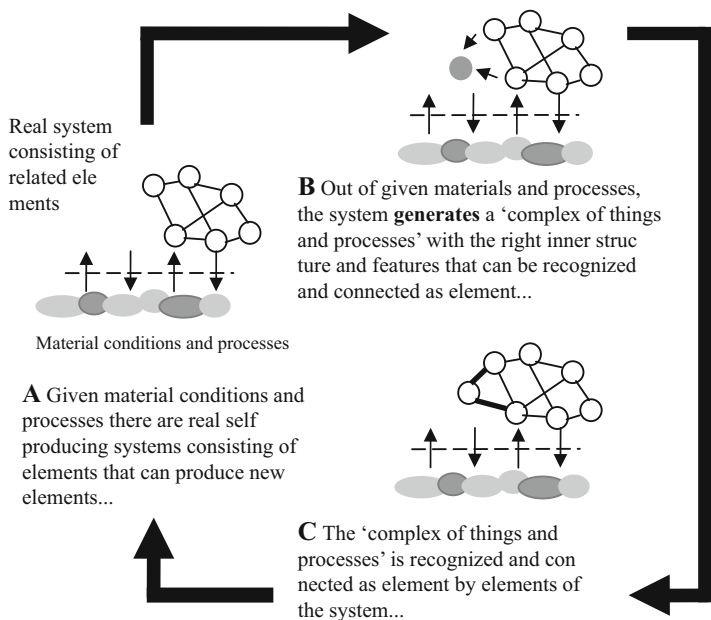 Real system
consisting of
related ele
ments
Material conditions and processes
A Given material conditions and
processes there are real self
producing systems consisting of
elements that can produce new
elements...
B Out of given materials and processes,
the system generates a ‘complex of things
and processes’ with the right inner struc
ture and features that can be recognized
and connected as element...
C The ‘complex of things and
processes’ is recognized and con
nected as element by elements of
the system...